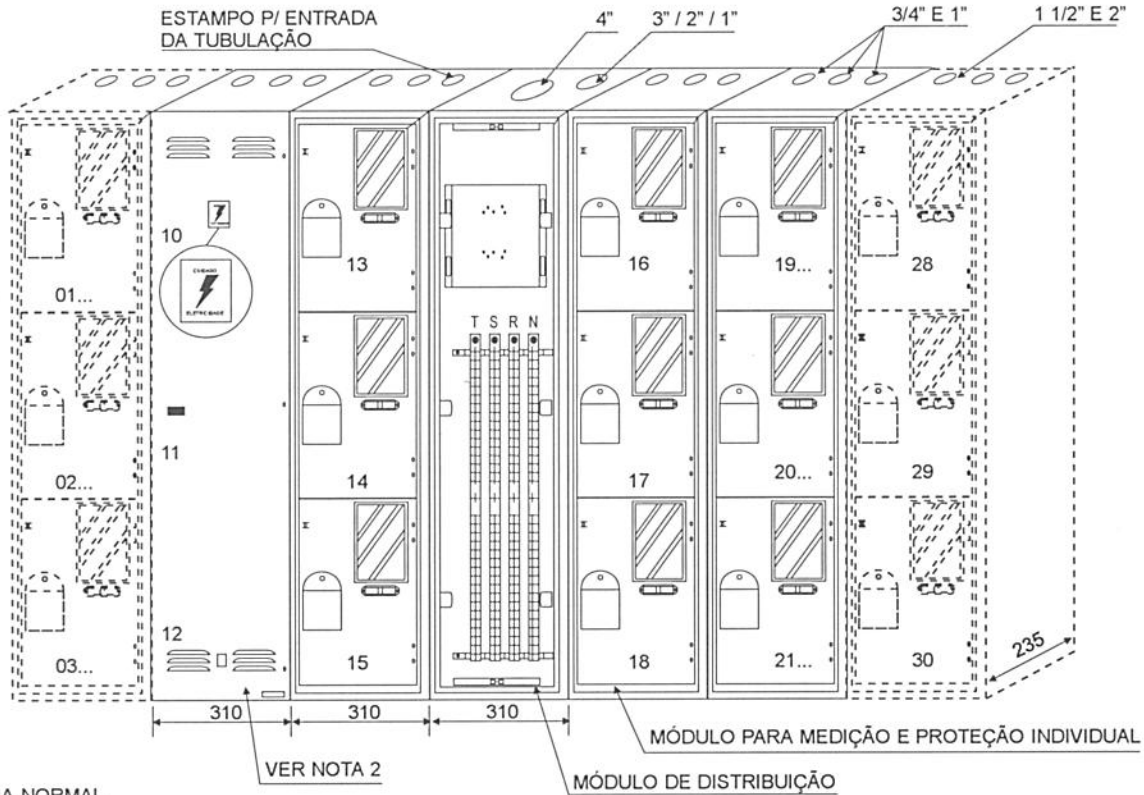 ESTAMPO P/ ENTRADA
DA TUBULAÇÃO
4"
3" / 2" / 1"
3/4" E 1"
1 1/2" E 2"
10
CUIDADO
ELETRICIDADE
01...
13
16
19...
28
T S R N
11
02...
14
17
20...
29
12
03...
15
18
21...
30
235
310
310
310
MÓDULO PARA MEDIÇÃO E PROTEÇÃO INDIVIDUAL
VER NOTA 2
MÓDULO DE DISTRIBUIÇÃO
A NORMAL